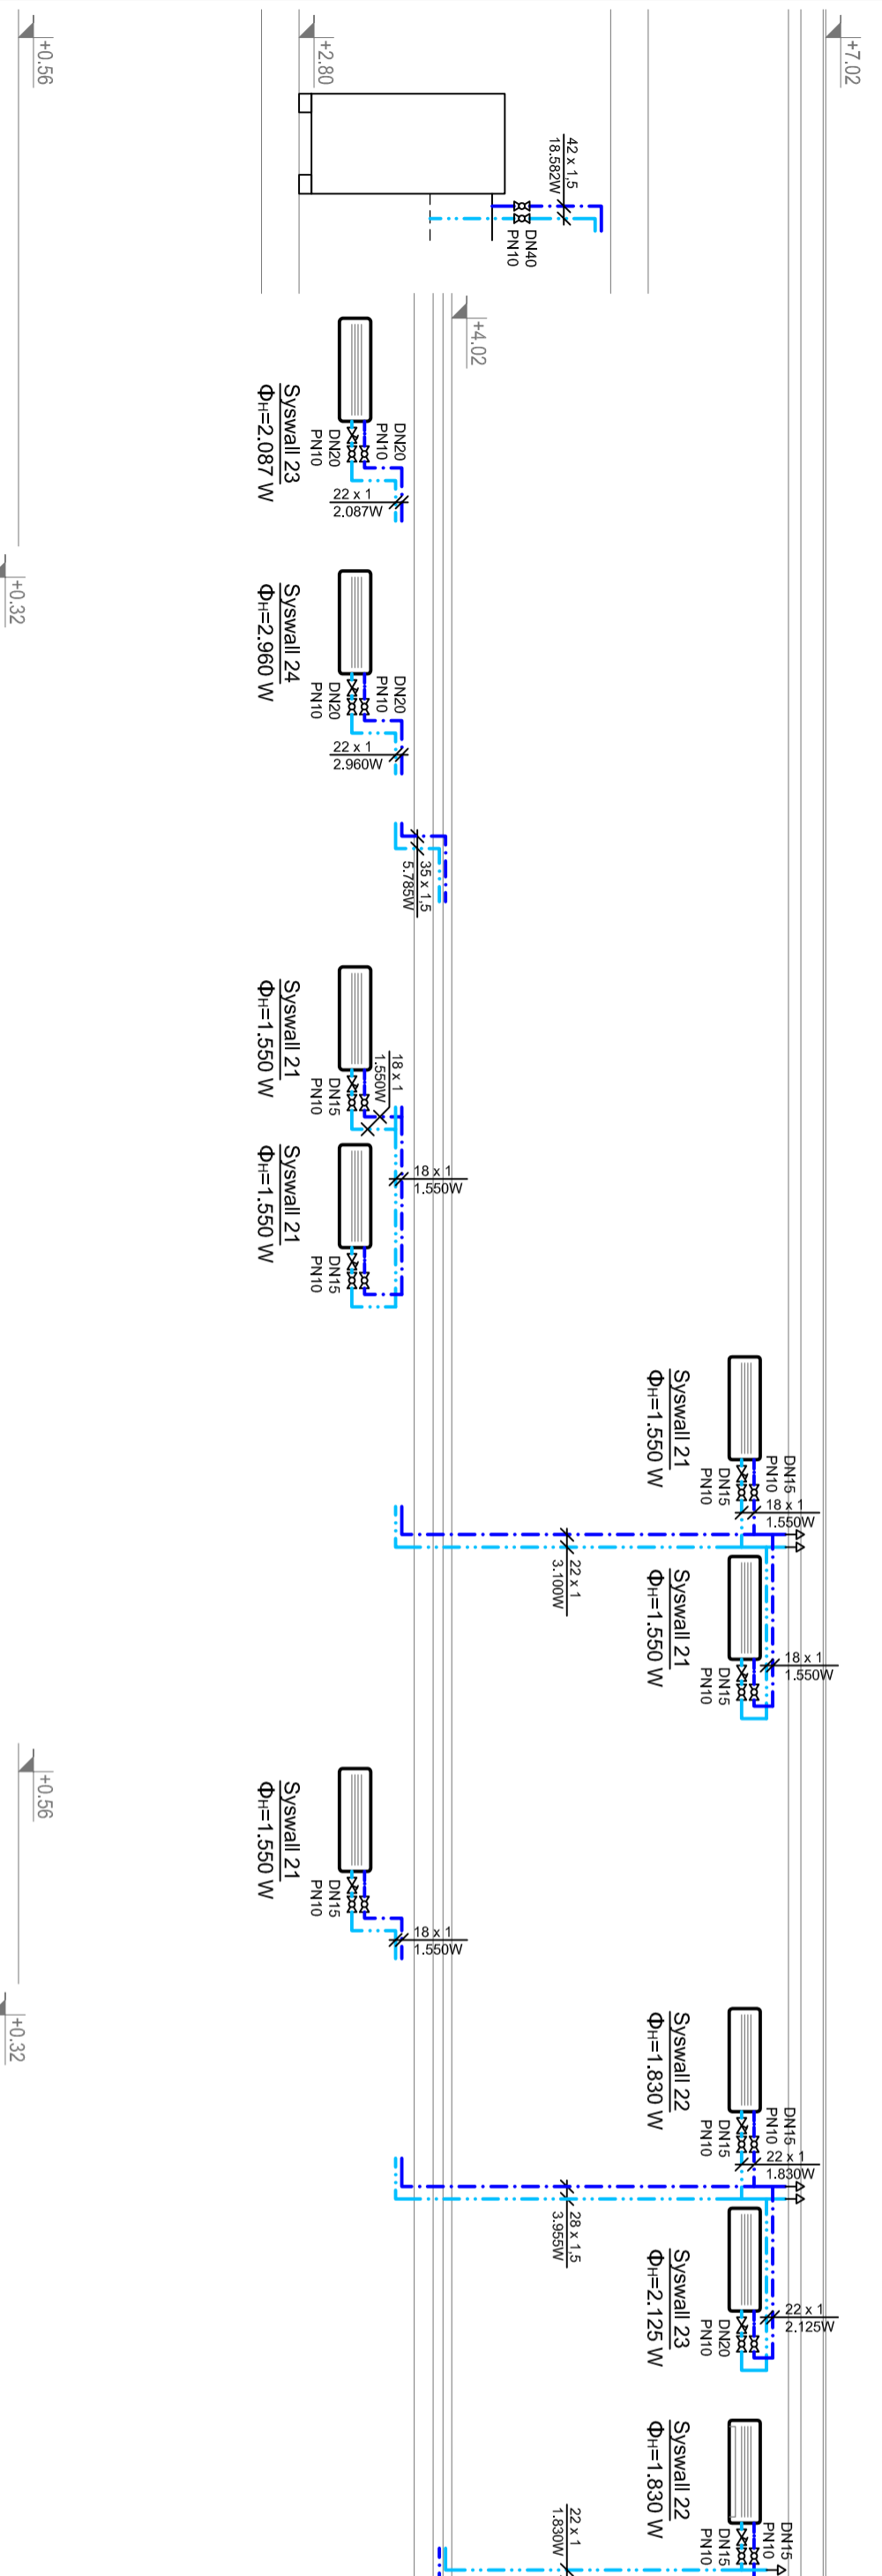 +0.56
+2.80
+7.02
42 x 1,5
18.582W
DN40
PN10
+4.02
Syswall 23
ΦH=2.087 W
DN20
PN10
DN20
PN10
22 x 1
2.087W
+0.32
Syswall 24
ΦH=2.960 W
DN20
PN10
DN20
PN10
22 x 1
2.960W
35 x 1,5
5.785W
Syswall 21
ΦH=1.550 W
DN15
PN10
18 x 1
1.550W
Syswall 21
ΦH=1.550 W
DN15
PN10
18 x 1
1.550W
Syswall 21
ΦH=1.550 W
DN15
PN10
DN15
PN10
18 x 1
1.550W
22 x 1
3.100W
Syswall 21
ΦH=1.550 W
DN15
PN10
18 x 1
1.550W
+0.56
Syswall 21
ΦH=1.550 W
DN15
PN10
18 x 1
1.550W
+0.32
Syswall 22
ΦH=1.830 W
DN15
PN10
DN15
PN10
22 x 1
1.830W
28 x 1,5
3.955W
Syswall 23
ΦH=2.125 W
DN20
PN10
22 x 1
2.125W
Syswall 22
ΦH=1.830 W
DN15
PN10
DN15
PN10
22 x 1
1.830W